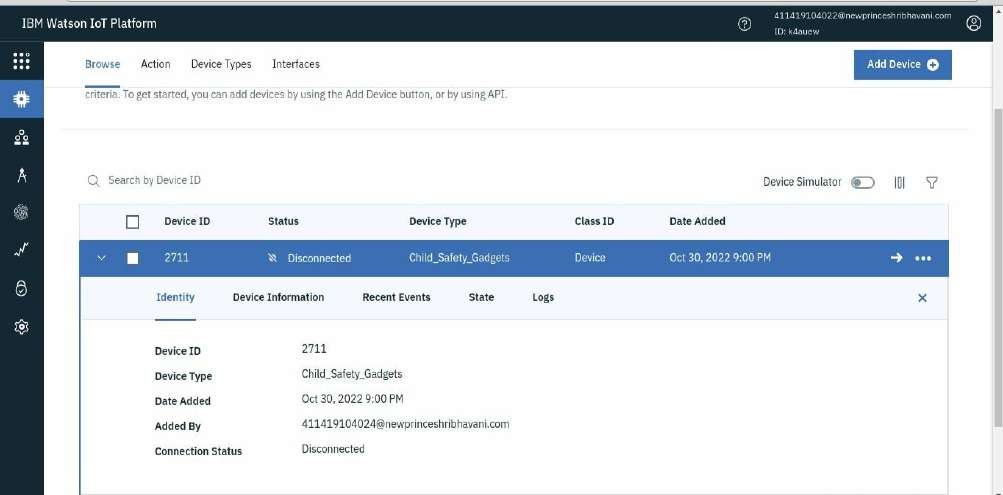 IBM Watson IoT Platform
411419104022@newprinceshribhavani.com
ID: k4auew
Browse Action Device Types Interfaces
Add Device
criteria. To get started, you can add devices by using the Add Device button, or by using API.
Search by Device ID
Device Simulator
Device ID Status Device Type Class ID Date Added
2711 Disconnected Child_Safety_Gadgets Device Oct 30, 2022 9:00 PM
Identity Device Information Recent Events State Logs
Device ID 2711
Device Type Child_Safety_Gadgets
Date Added Oct 30, 2022 9:00 PM
Added By 411419104024@newprinceshribhavani.com
Connection Status Disconnected